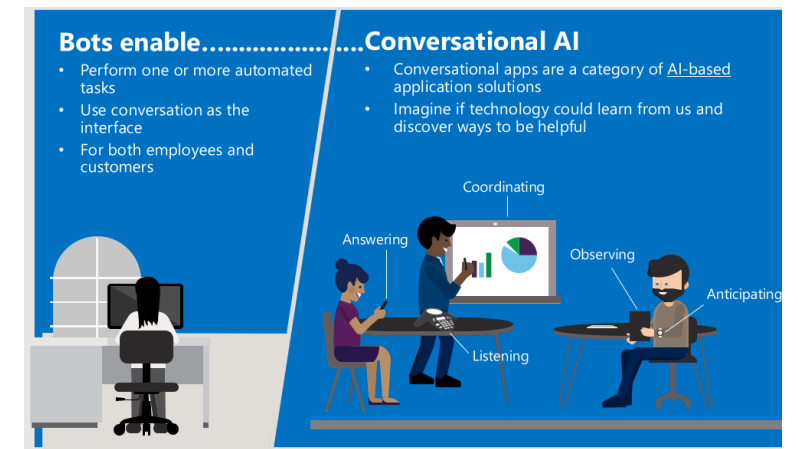 Bots enable.......................Conversational AI
• Perform one or more automated
tasks
• Use conversation as the
interface
• For both employees and
customers
• Conversational apps are a category of AI-based
application solutions
• Imagine if technology could learn from us and
discover ways to be helpful
Coordinating
Answering
Observing
Anticipating
Listening